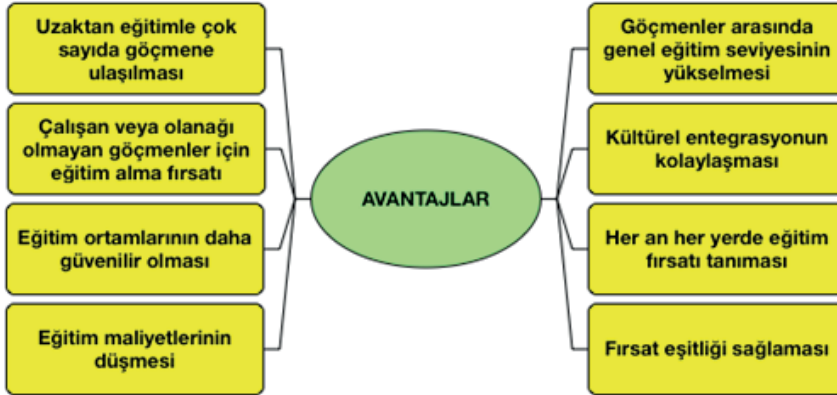 Uzaktan eğitimle çok
sayıda göçmene
ulaşılması
Çalışan veya olanağı
olmayan göçmenler için
eğitim alma fırsatı
Eğitim ortamlarının daha
güvenilir olması
Eğitim maliyetlerinin
düşmesi
AVANTAJLAR
Göçmenler arasında
genel eğitim seviyesinin
yükselmesi
Kültürel entegrasyonun
kolaylaşması
Her an her yerde eğitim
fırsatı tanıması
Fırsat eşitliği sağlaması